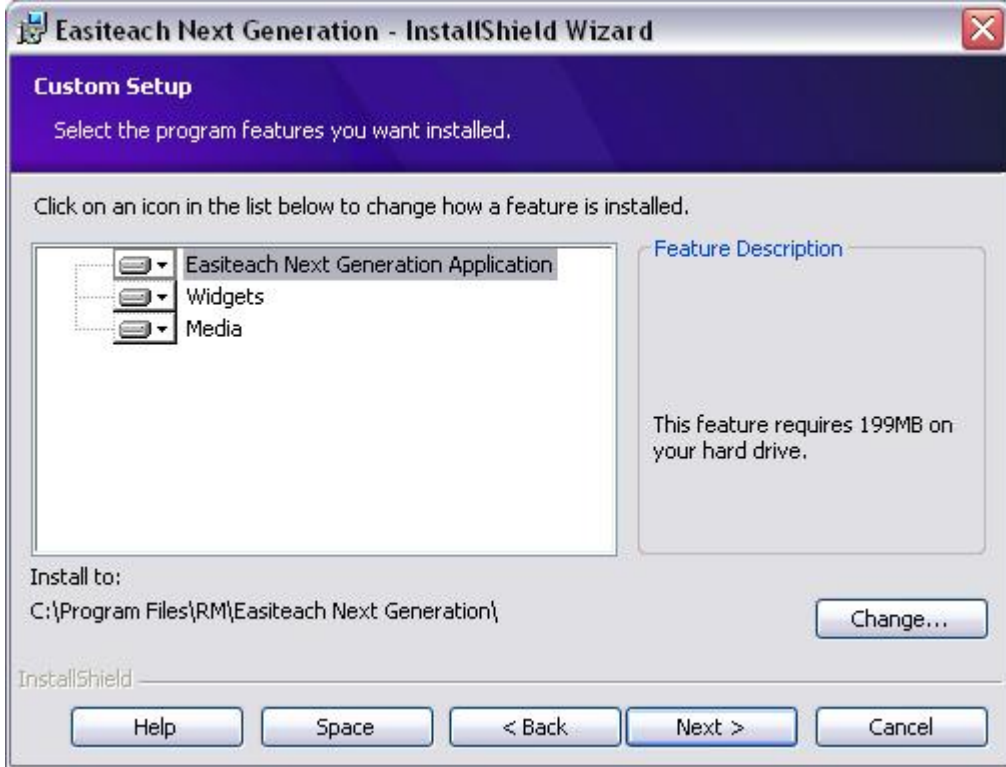 Easiteach Next Generation - InstallShield Wizard
Custom Setup
Select the program features you want installed.
Click on an icon in the list below to change how a feature is installed.
Easiteach Next Generation Application
Widgets
Media
Feature Description
This feature requires 199MB on
your hard drive.
Install to:
C:\Program Files\RM\Easiteach Next Generation\
Change...
InstallShield
Help
Space
< Back
Next >
Cancel